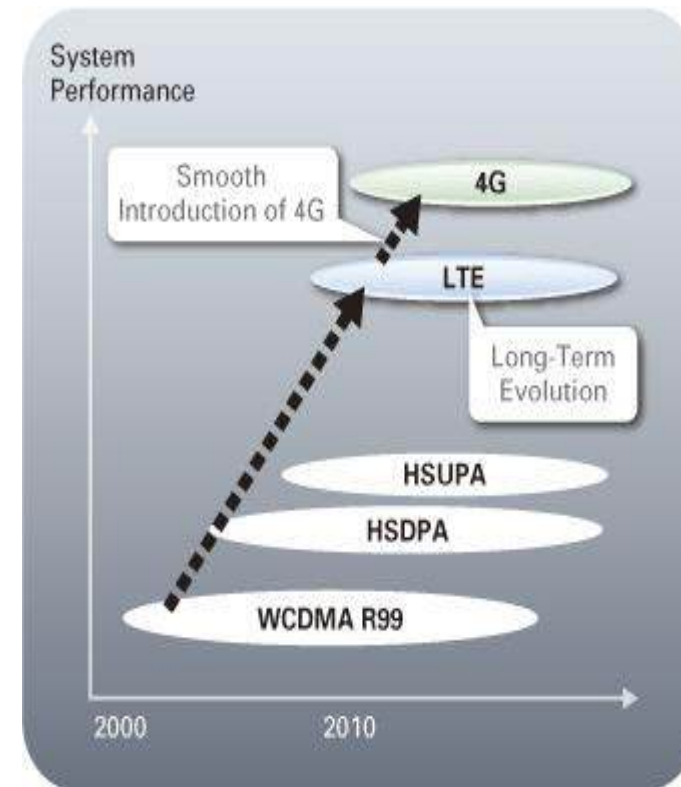 System
Performance
Smooth
Introduction of 4G
4G
LTE
Long-Term
Evolution
HSUPA
HSDPA
WCDMA R99
2000
2010